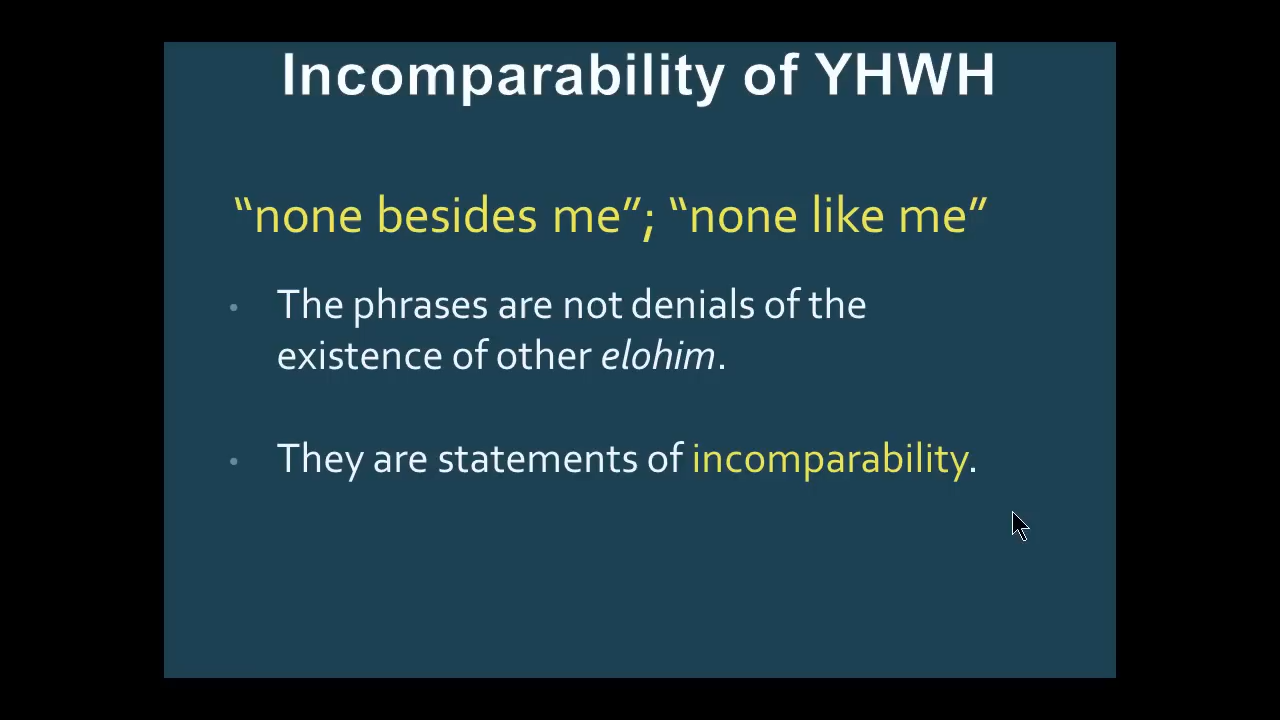 Incomparability of YHWH
“none besides me”; “none like me”
• The phrases are not denials of the
existence of other elohim.
• They are statements of incomparability.